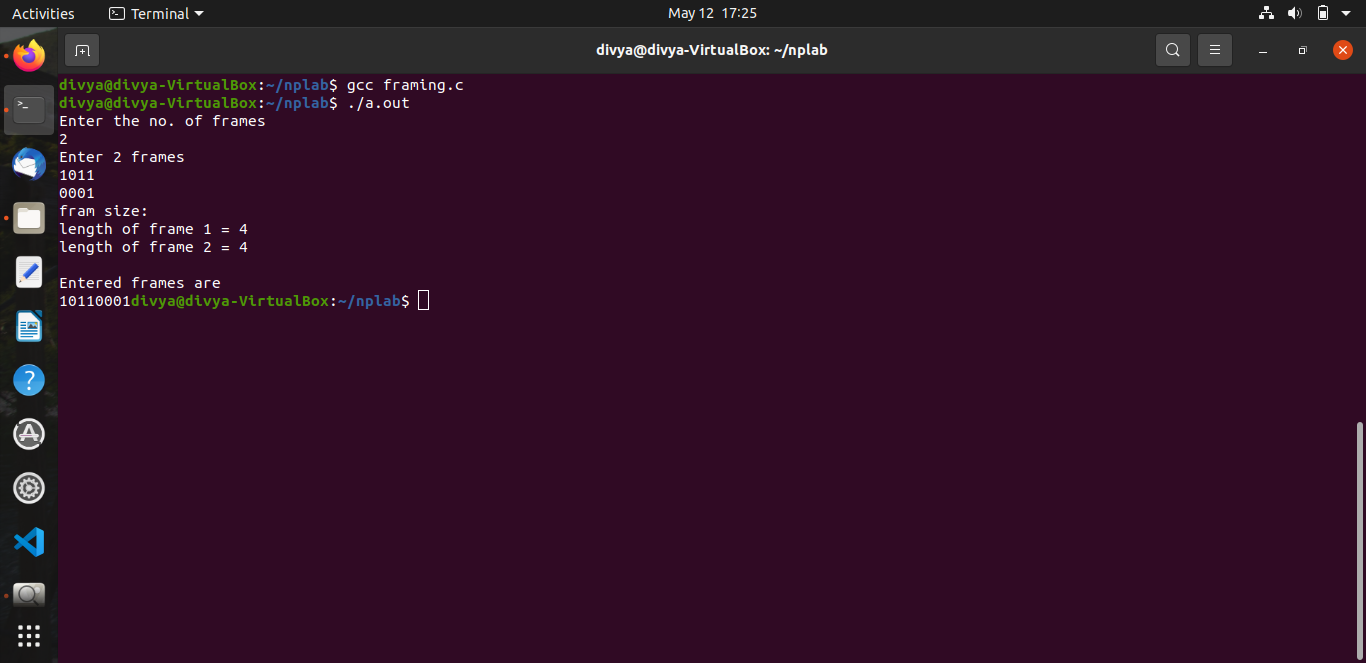 Activities
Terminal
May 12 17:25
divya@divya-VirtualBox: ~/nplab
divya@divya-VirtualBox:~/nplab$ gcc framing.c
divya@divya-VirtualBox:~/nplab$ ./a.out
Enter the no. of frames
2
Enter 2 frames
1011
0001
fram size:
length of frame 1 = 4
length of frame 2 = 4
Entered frames are
10110001divya@divya-VirtualBox:~/nplab$